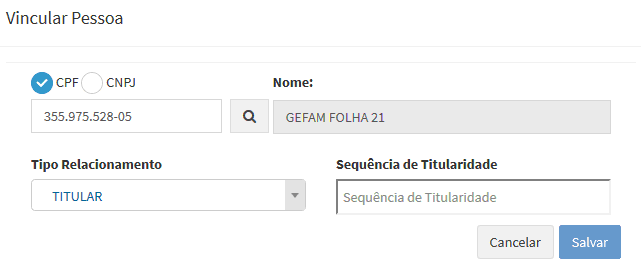 Vincular Pessoa
CPF CNPJ Nome:
355.975.528-05 GEFAM FOLHA 21
Tipo Relacionamento Sequência de Titularidade
TITULAR Sequência de Titularidade
Cancelar Salvar